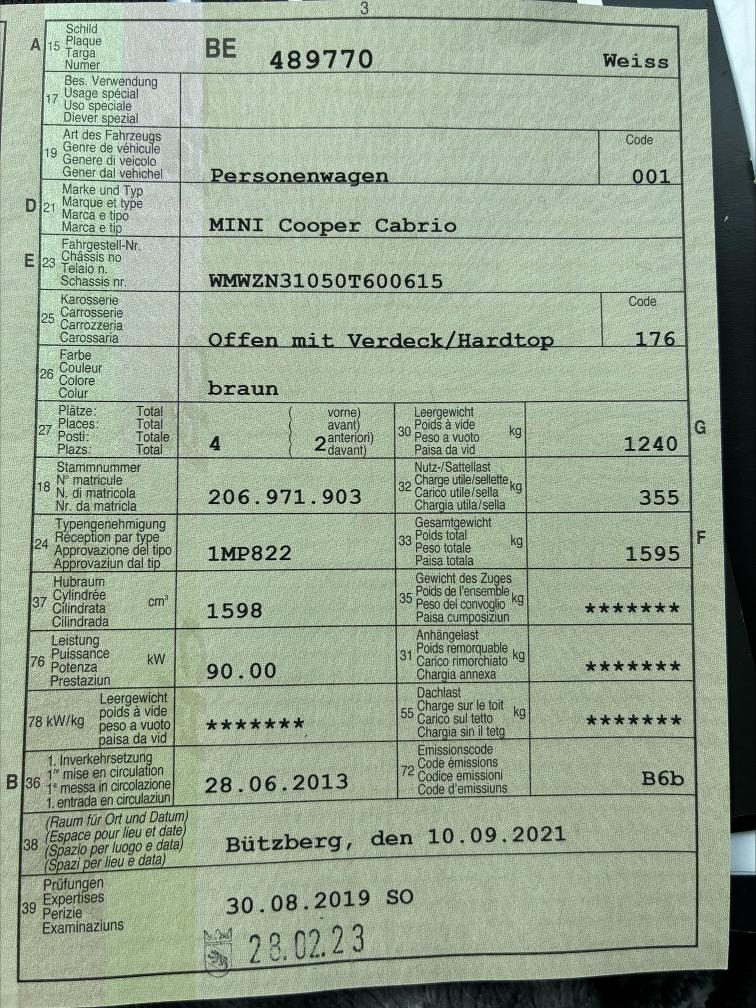 3
A 15 Schild
Plaque
Targa
Numer
BE 489770 Weiss
17 Bes. Verwendung
Usage spécial
Uso speciale
Diever spezial
19 Art des Fahrzeugs
Genre de véhicule
Genere di veicolo
Gener dal vehichel
Personenwagen
Code
001
D 21 Marke und Typ
Marque et type
Marca e tipo
Marca e tip
MINI Cooper Cabrio
E 23 Fahrgestell-Nr.
Châssis no
Telaio n.
Schassis nr.
WMWZN31050T600615
25 Karosserie
Carrosserie
Carrozzeria
Carossaria
Offen mit Verdeck/Hardtop
Code
176
26 Farbe
Couleur
Colore
Colur
braun
27 Plätze: Total ( vorne)
Places: Total ( avant)
Posti: Totale ( anteriori)
Plazs: Total ( davant)
4 2
30 Leergewicht
Poids à vide
Peso a vuoto
Paisa da vid
kg
1240
G
18 Stammnummer
N° matricule
N. di matricola
Nr. da matricla
206.971.903
32 Nutz-/Sattellast
Charge utile/sellette
Carico utile/sella
Chargia utila/sella
kg
355
24 Typengenehmigung
Réception par type
Approvazione del tipo
Approvaziun dal tip
1MP822
33 Gesamtgewicht
Poids total
Peso totale
Paisa totala
kg
1595
F
37 Hubraum
Cylindrée
Cilindrata
Cilindrada
cm³
1598
35 Gewicht des Zuges
Poids de l'ensemble
Peso del convoglio
Paisa cumposiziun
kg
*******
76 Leistung
Puissance
Potenza
Prestaziun
kW
90.00
31 Anhängelast
Poids remorquable
Carico rimorchiato
Chargia annexa
kg
*******
78 kW/kg Leergewicht
poids à vide
peso a vuoto
paisa da vid
*******
55 Dachlast
Charge sur le toit
Carico sul tetto
Chargia sin il tetg
kg
*******
B 36 1. Inverkehrsetzung
1re mise en circulation
1a messa in circolazione
1. entrada en circulaziun
28.06.2013
72 Emissionscode
Code émissions
Codice emissioni
Code d'emissiuns
B6b
38 (Raum für Ort und Datum)
(Espace pour lieu et date)
(Spazio per luogo e data)
(Spazi per lieu e data)
Bützberg, den 10.09.2021
39 Prüfungen
Expertises
Perizie
Examinaziuns
30.08.2019 SO
28.02.23